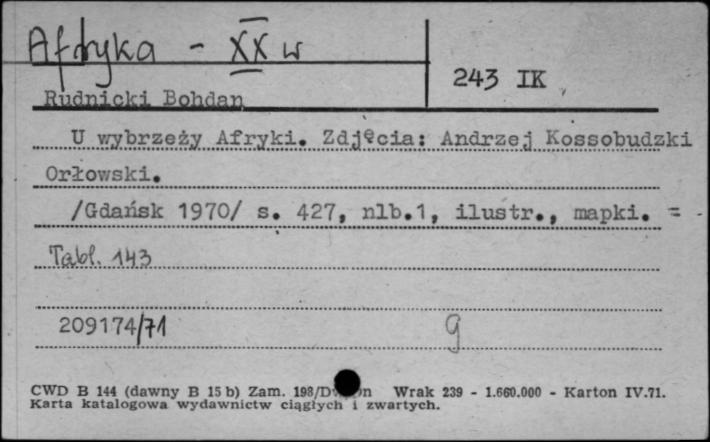 Afryka - XX w
243 IK
Rudnicki Bohdan
U wybrzeży Afryki. Zdjęcia: Andrzej Kossobudzki
Orłowski.
/Gdańsk 1970/ s. 427, nlb.1, ilustr., mapki. =
Tabl. 143
209174/71 g
CWD B 144 (dawny B 15 b) Zam. 198/ Wrak 239 - 1.660.000 - Karton IV.71.
Karta katalogowa wydawnictw ciągłych i zwartych.